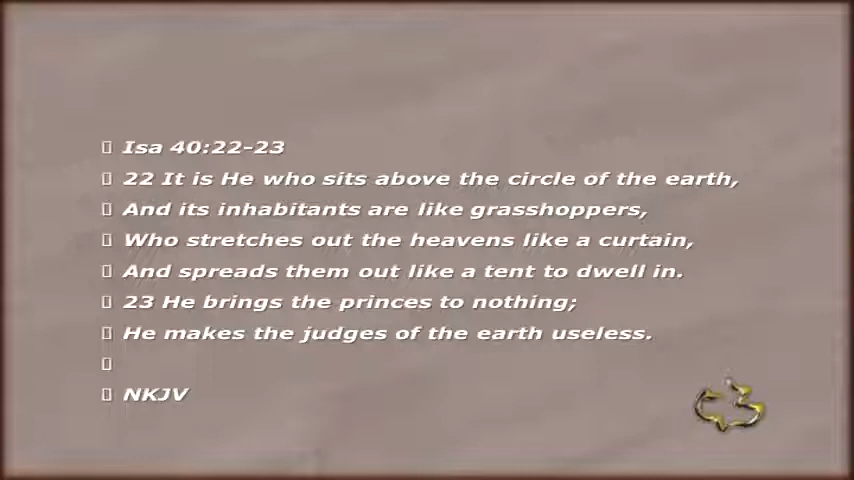 Isa 40:22-23
22 It is He who sits above the circle of the earth,
And its inhabitants are like grasshoppers,
Who stretches out the heavens like a curtain,
And spreads them out like a tent to dwell in.
23 He brings the princes to nothing;
He makes the judges of the earth useless.
NKJV